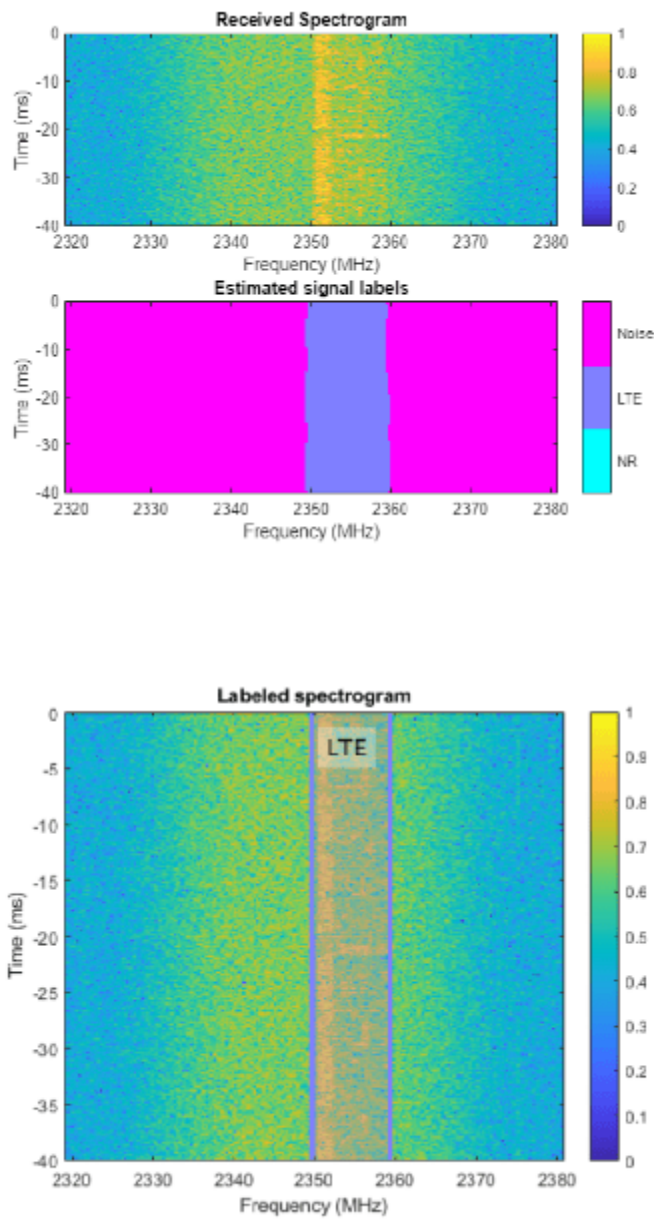 Received Spectrogram
0
-10
-20
-30
-40
Time (ms)
2320 2330 2340 2350 2360 2370 2380
Frequency (MHz)
1
0.8
0.6
0.4
0.2
0
Estimated signal labels
0
-10
-20
-30
-40
Time (ms)
2320 2330 2340 2350 2360 2370 2380
Frequency (MHz)
Noise
LTE
NR
Labeled spectrogram
LTE
0
-5
-10
-15
-20
-25
-30
-35
-40
Time (ms)
2320 2330 2340 2350 2360 2370 2380
Frequency (MHz)
1
0.9
0.8
0.7
0.6
0.5
0.4
0.3
0.2
0.1
0